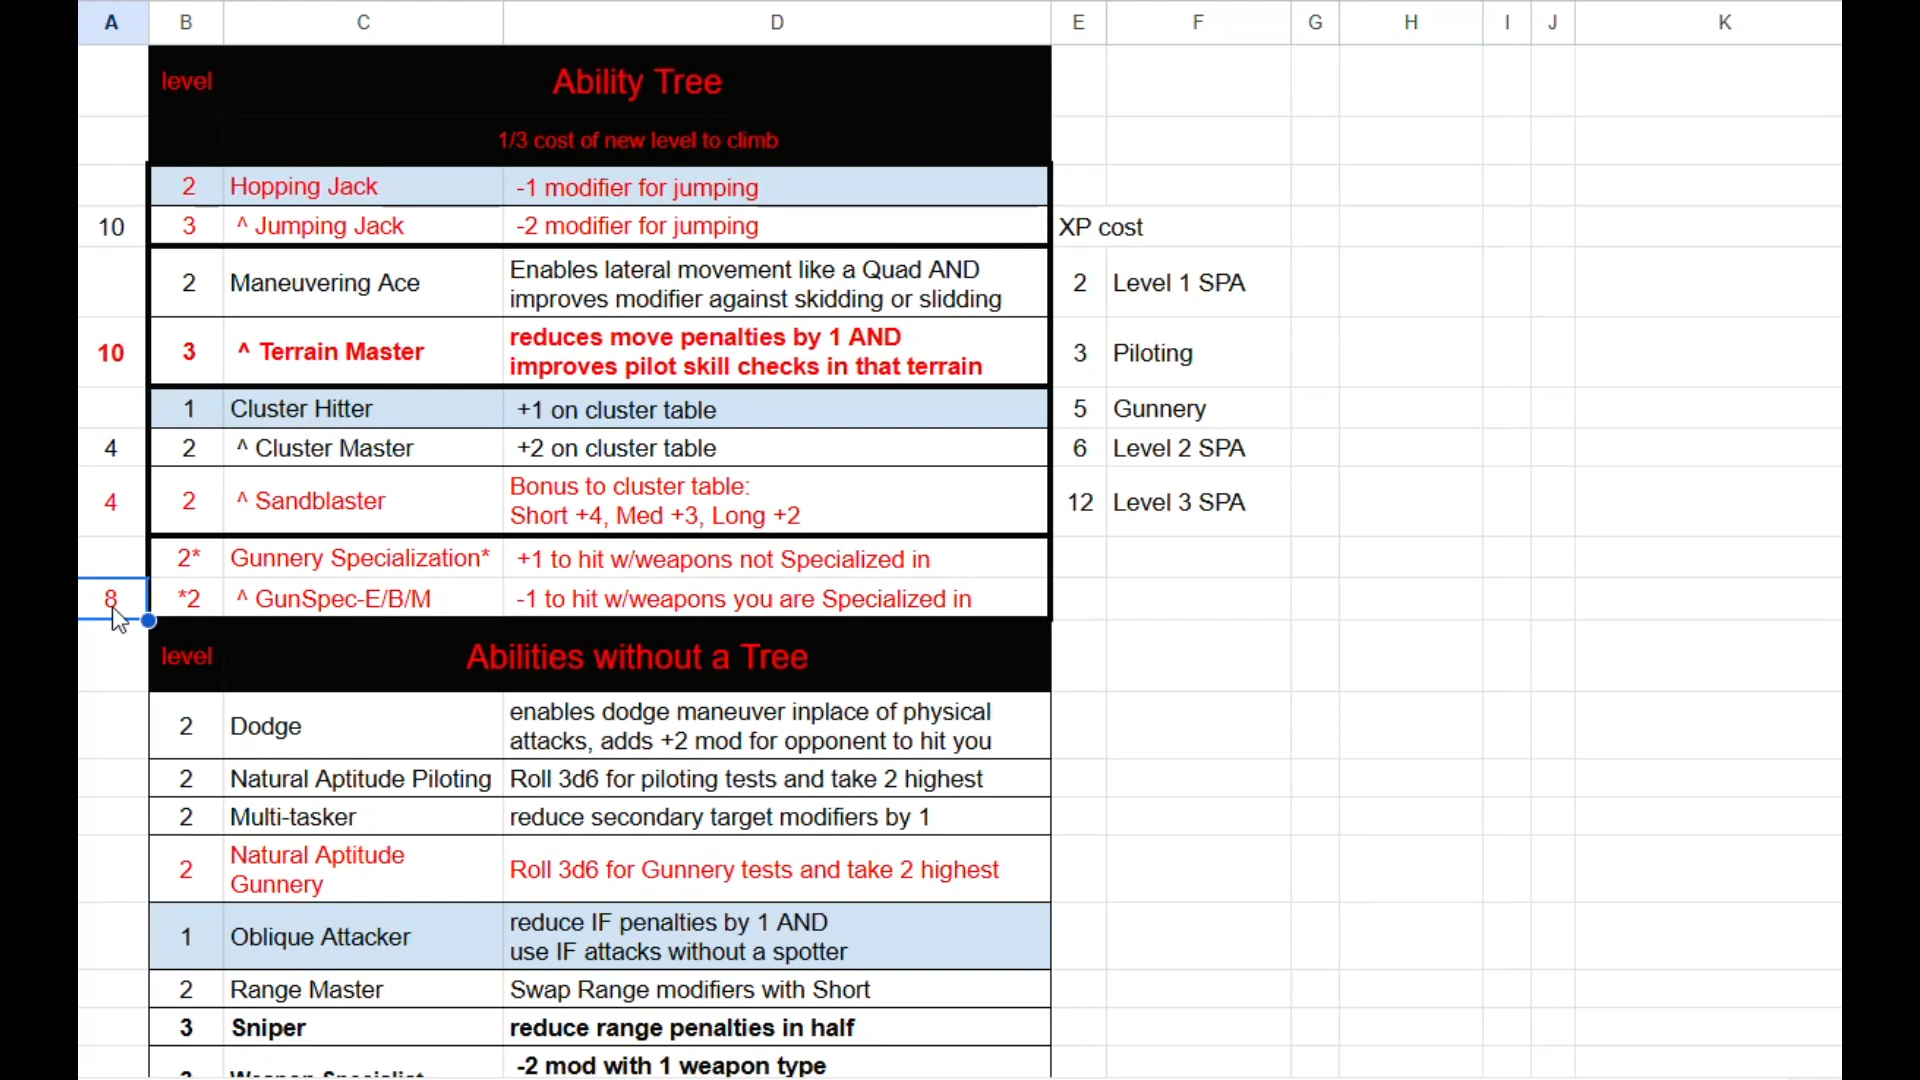 A B C D E F G H I J K
level Ability Tree
1/3 cost of new level to climb
2 Hopping Jack -1 modifier for jumping
10 3 ^ Jumping Jack -2 modifier for jumping XP cost
2 Maneuvering Ace Enables lateral movement like a Quad AND
improves modifier against skidding or slidding
2 Level 1 SPA
10 3 ^ Terrain Master reduces move penalties by 1 AND
improves pilot skill checks in that terrain
3 Piloting
1 Cluster Hitter +1 on cluster table 5 Gunnery
4 2 ^ Cluster Master +2 on cluster table 6 Level 2 SPA
4 2 ^ Sandblaster Bonus to cluster table:
Short +4, Med +3, Long +2
12 Level 3 SPA
2* Gunnery Specialization* +1 to hit w/weapons not Specialized in
8 *2 ^ GunSpec-E/B/M -1 to hit w/weapons you are Specialized in
level Abilities without a Tree
2 Dodge enables dodge maneuver inplace of physical
attacks, adds +2 mod for opponent to hit you
2 Natural Aptitude Piloting Roll 3d6 for piloting tests and take 2 highest
2 Multi-tasker reduce secondary target modifiers by 1
2 Natural Aptitude
Gunnery
Roll 3d6 for Gunnery tests and take 2 highest
1 Oblique Attacker reduce IF penalties by 1 AND
use IF attacks without a spotter
2 Range Master Swap Range modifiers with Short
3 Sniper reduce range penalties in half
-2 mod with 1 weapon type